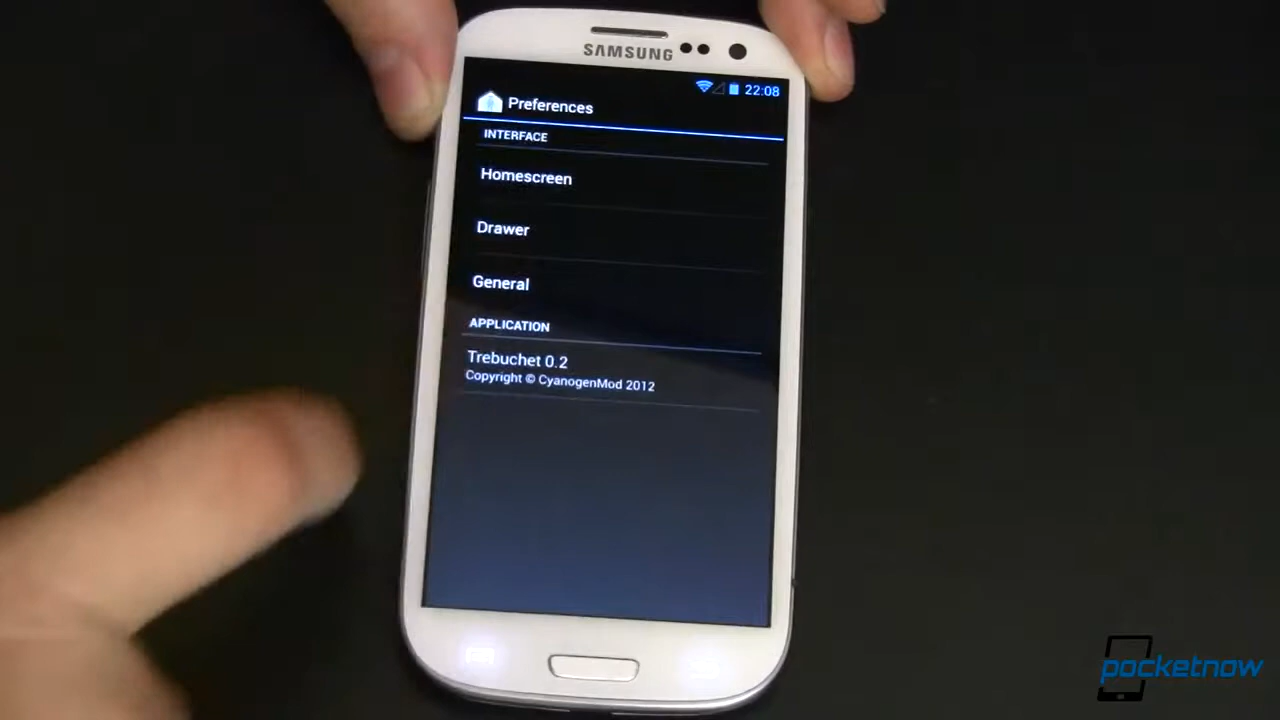 SAMSUNG
22:08
Preferences
INTERFACE
Homescreen
Drawer
General
APPLICATION
Trebuchet 0.2
Copyright © CyanogenMod 2012
pocketnow